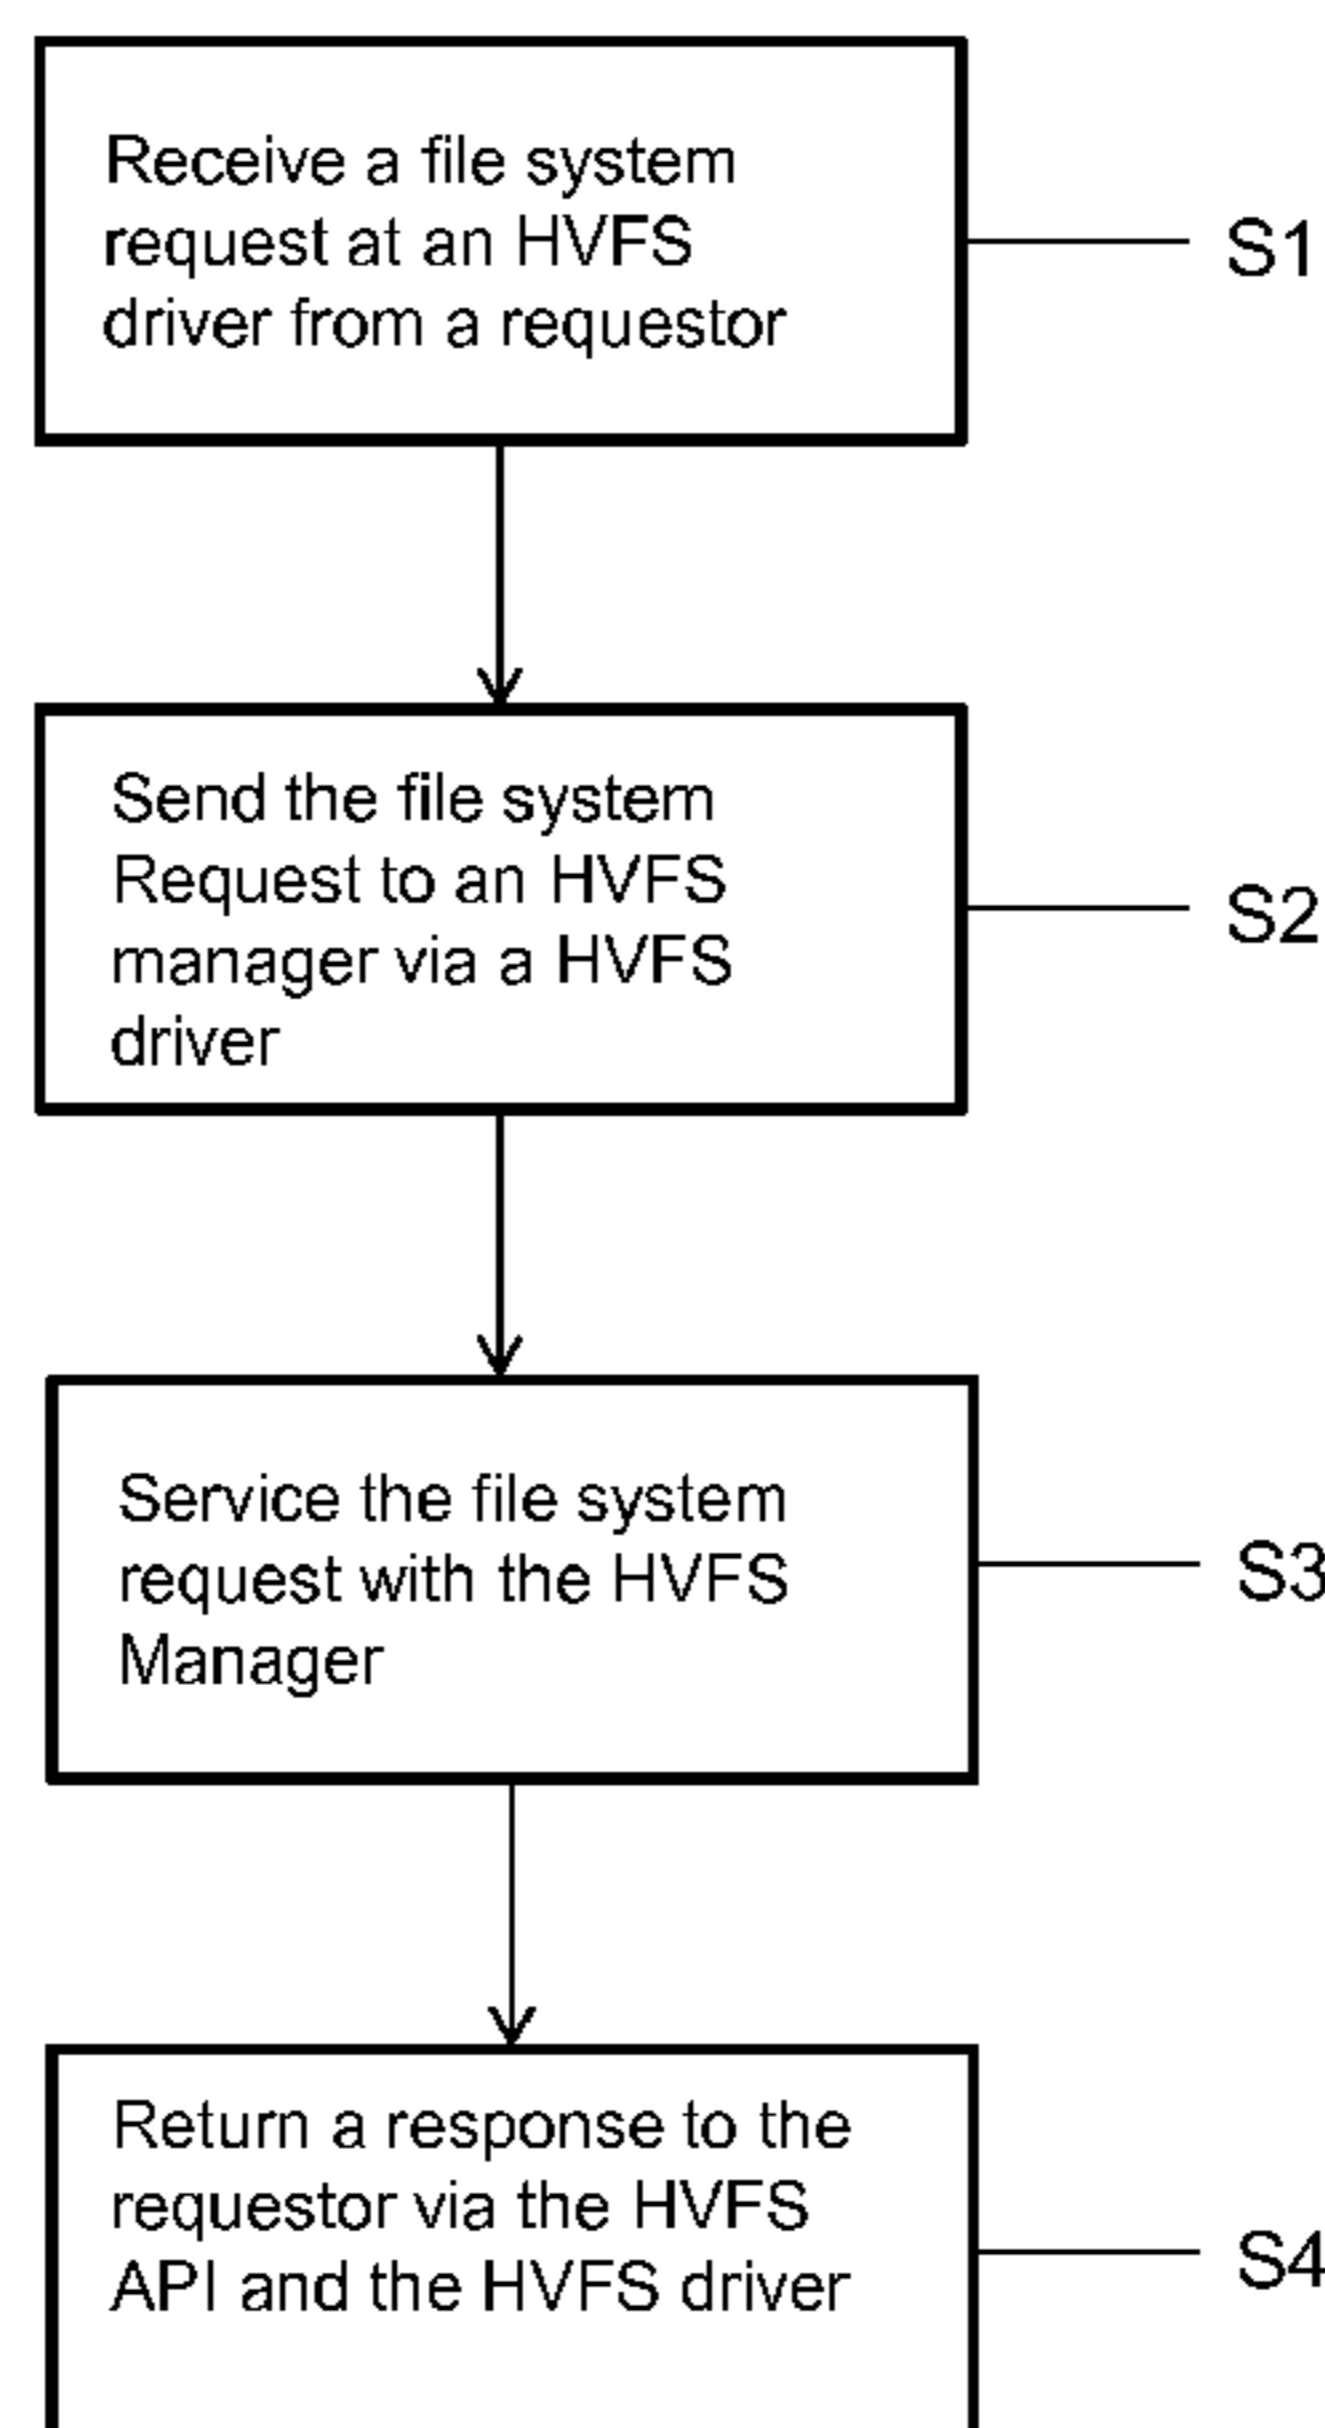 Receive a file system
request at an HVFS
driver from a requestor
S1
Send the file system
Request to an HVFS
manager via a HVFS
driver
S2
Service the file system
request with the HVFS
Manager
S3
Return a response to the
requestor via the HVFS
API and the HVFS driver
S4